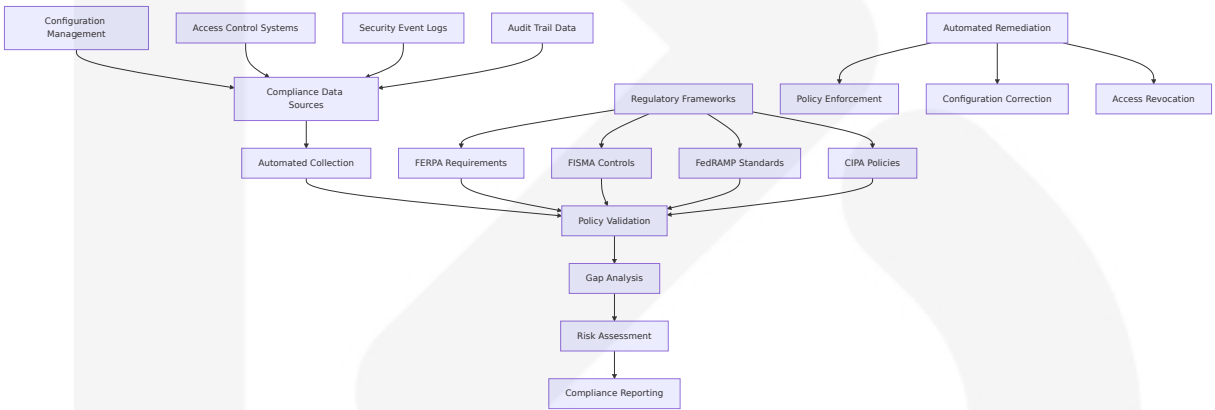 Configuration
Management
Access Control Systems
Security Event Logs
Audit Trail Data
Automated Remediation
Compliance Data
Sources
Regulatory Frameworks
Policy Enforcement
Configuration Correction
Access Revocation
Automated Collection
FERPA Requirements
FISMA Controls
FedRAMP Standards
CIPA Policies
Policy Validation
Gap Analysis
Risk Assessment
Compliance Reporting